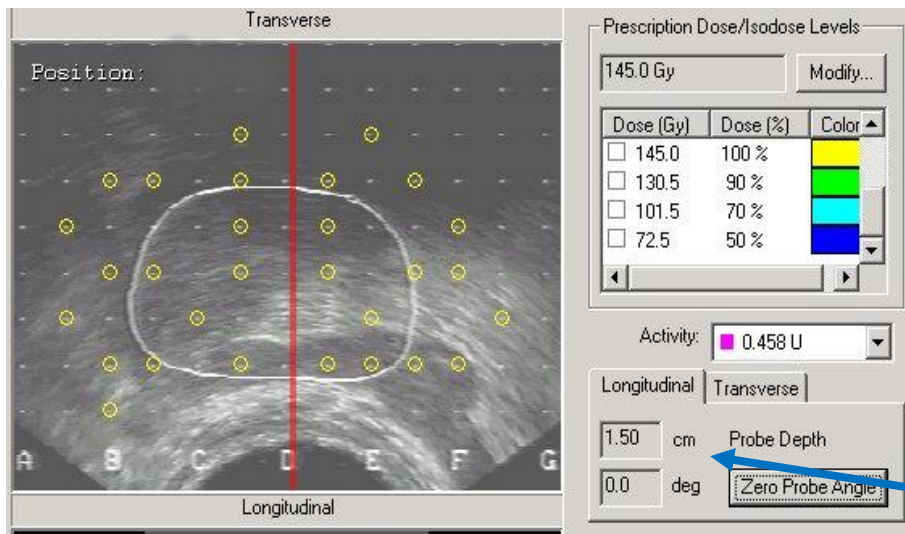 Transverse
Position:
A B C D E F G
Longitudinal
Prescription Dose/Isodose Levels
145.0 Gy Modify...
Dose (Gy) Dose (%) Color
145.0 100 %
130.5 90 %
101.5 70 %
72.5 50 %
Activity: 0.458 U
Longitudinal Transverse
1.50 cm Probe Depth
0.0 deg Zero Probe Angle